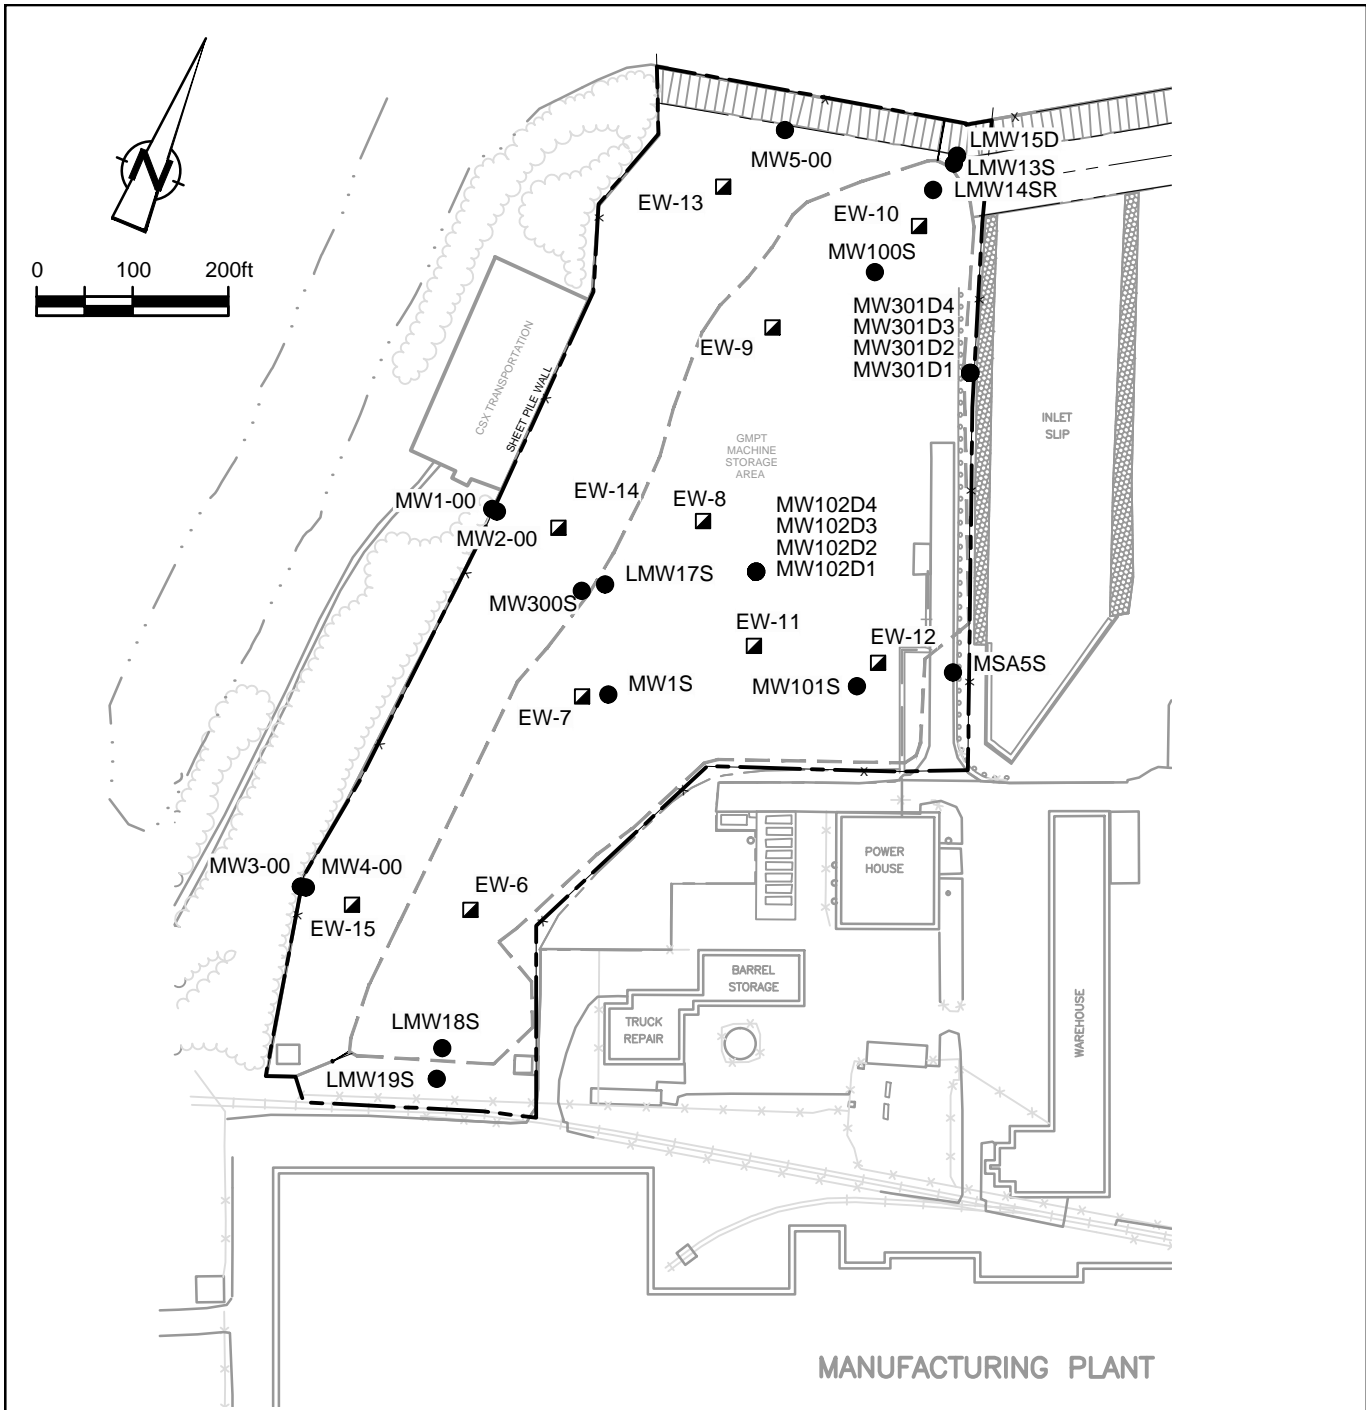 N
0 100 200ft
LMW15D
LMW13S
LMW14SR
MW5-00
EW-13
EW-10
MW100S
MW301D4
MW301D3
MW301D2
MW301D1
EW-9
CSX TRANSPORTATION
SHEET PILE WALL
INLET
SLIP
GMPT
MACHINE
STORAGE
AREA
MW1-00
EW-14
EW-8
MW102D4
MW102D3
MW102D2
MW102D1
MW2-00
LMW17S
MW300S
EW-11
EW-12
MSA5S
MW1S
MW101S
EW-7
MW3-00
MW4-00
EW-6
EW-15
POWER
HOUSE
BARREL
STORAGE
TRUCK
REPAIR
WAREHOUSE
LMW18S
LMW19S
MANUFACTURING PLANT